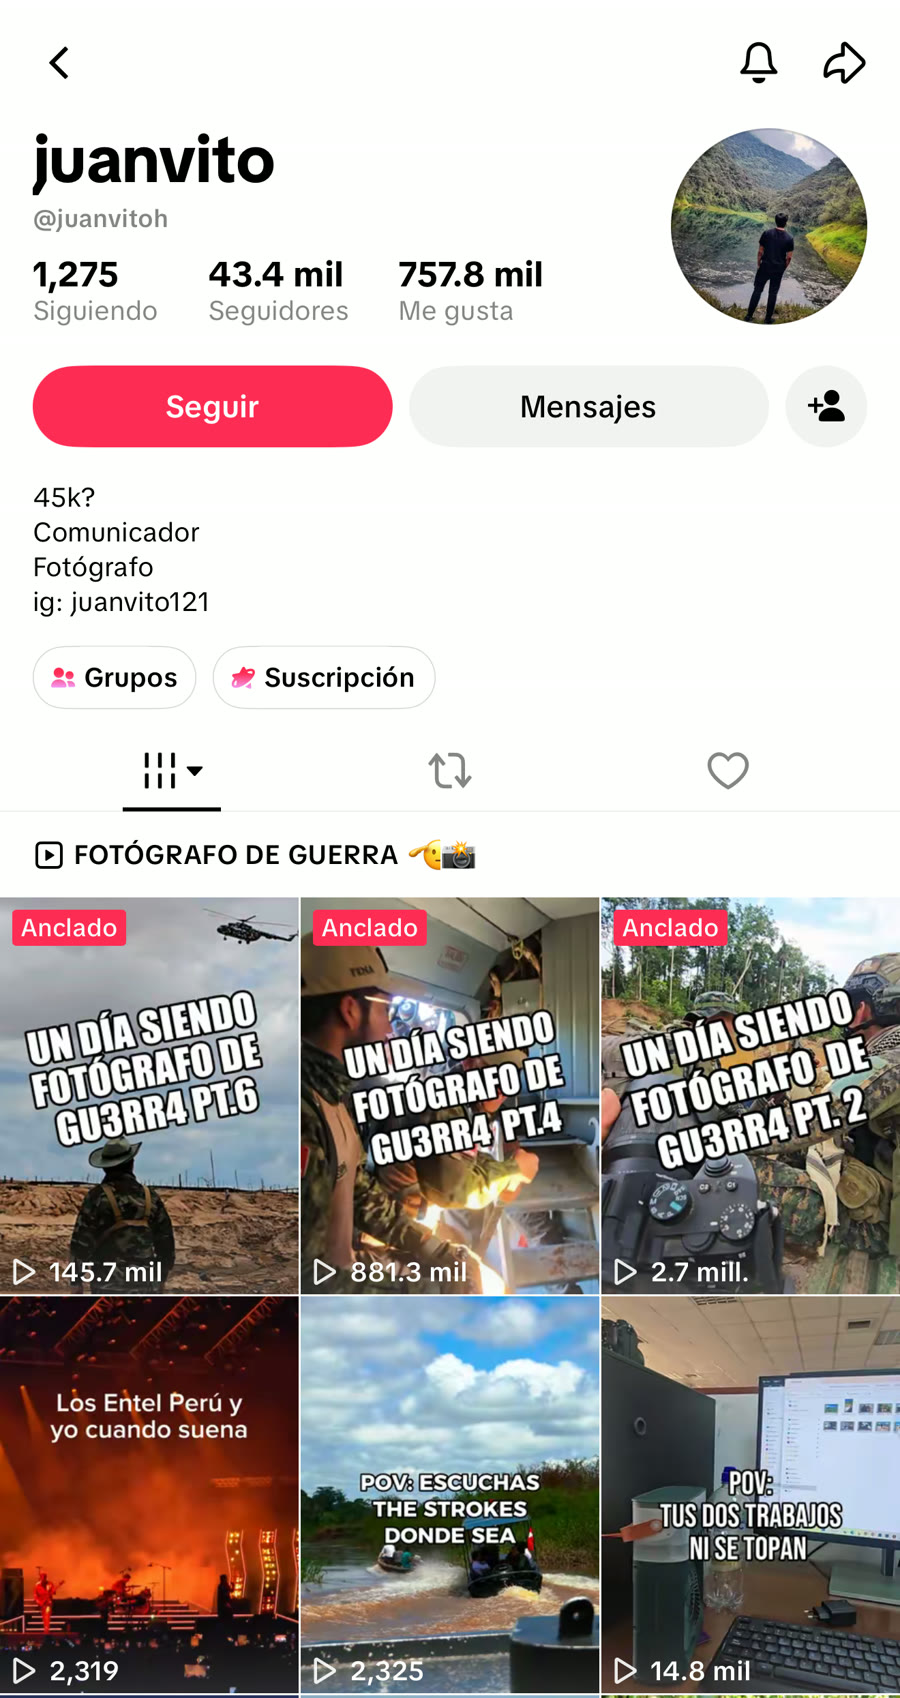 juanvito
@juanvitoh
1,275 43.4 mil 757.8 mil
Siguiendo Seguidores Me gusta
Seguir Mensajes
45k?
Comunicador
Fotógrafo
ig: juanvito121
Grupos Suscripción
FOTÓGRAFO DE GUERRA 🫡📸
Anclado
UN DÍA SIENDO
FOTÓGRAFO DE
GU3RR4 PT.6
145.7 mil
Anclado
UN DÍA SIENDO
FOTÓGRAFO DE
GU3RR4 PT.4
881.3 mil
Anclado
UN DÍA SIENDO
FOTÓGRAFO DE
GU3RR4 PT. 2
2.7 mill.
Los Entel Perú y
yo cuando suena
2,319
POV: ESCUCHAS
THE STROKES
DONDE SEA
2,325
POV:
TUS DOS TRABAJOS
NI SE TOPAN
14.8 mil